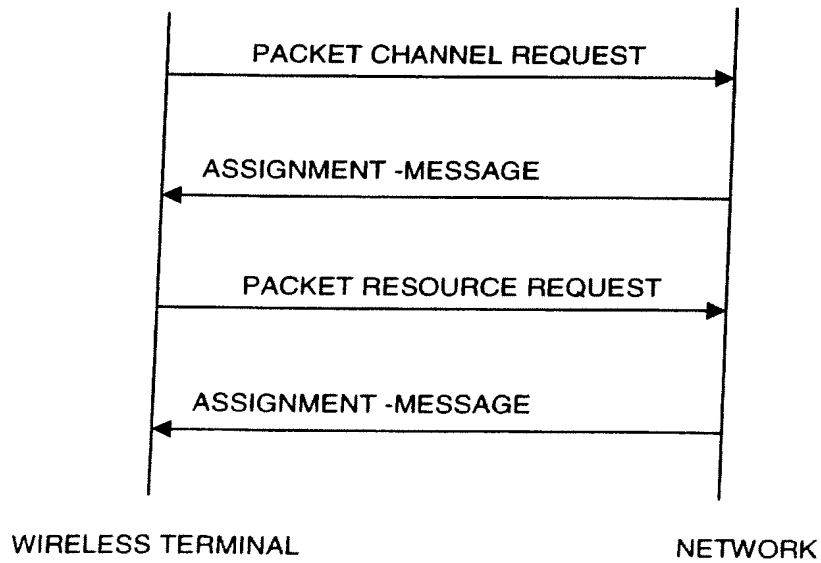 PACKET CHANNEL REQUEST
ASSIGNMENT -MESSAGE
PACKET RESOURCE REQUEST
ASSIGNMENT -MESSAGE
WIRELESS TERMINAL
NETWORK